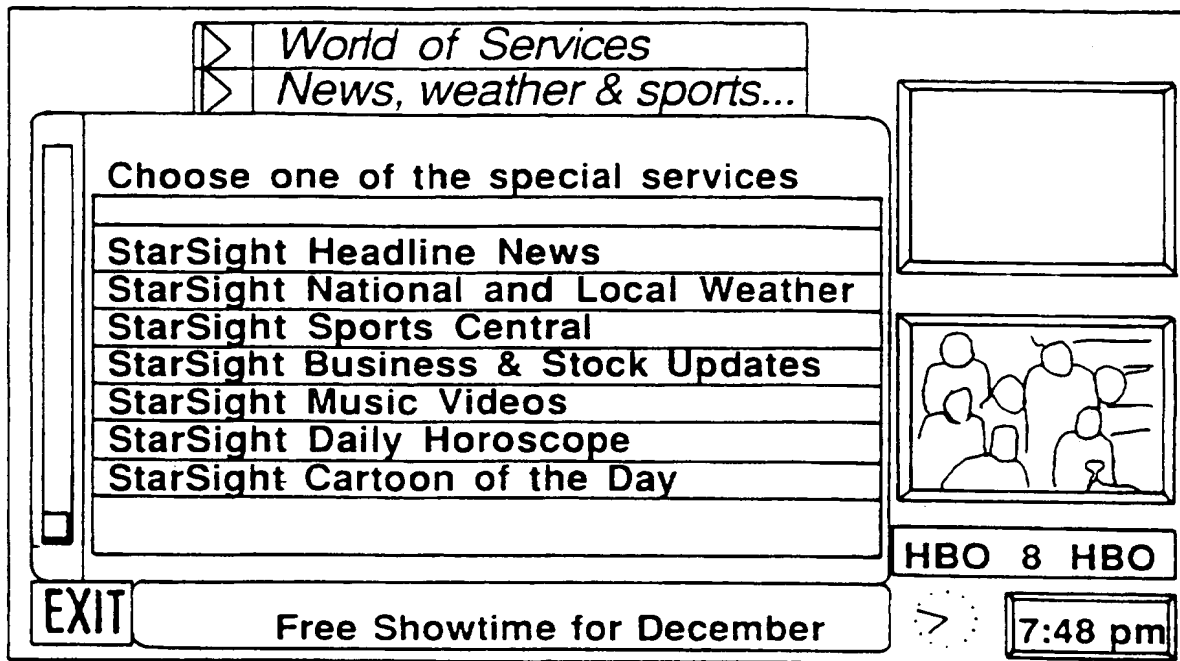 World of Services
News, weather & sports...
Choose one of the special services
StarSight Headline News
StarSight National and Local Weather
StarSight Sports Central
StarSight Business & Stock Updates
StarSight Music Videos
StarSight Daily Horoscope
StarSight Cartoon of the Day
HBO 8 HBO
EXIT
Free Showtime for December
7:48 pm